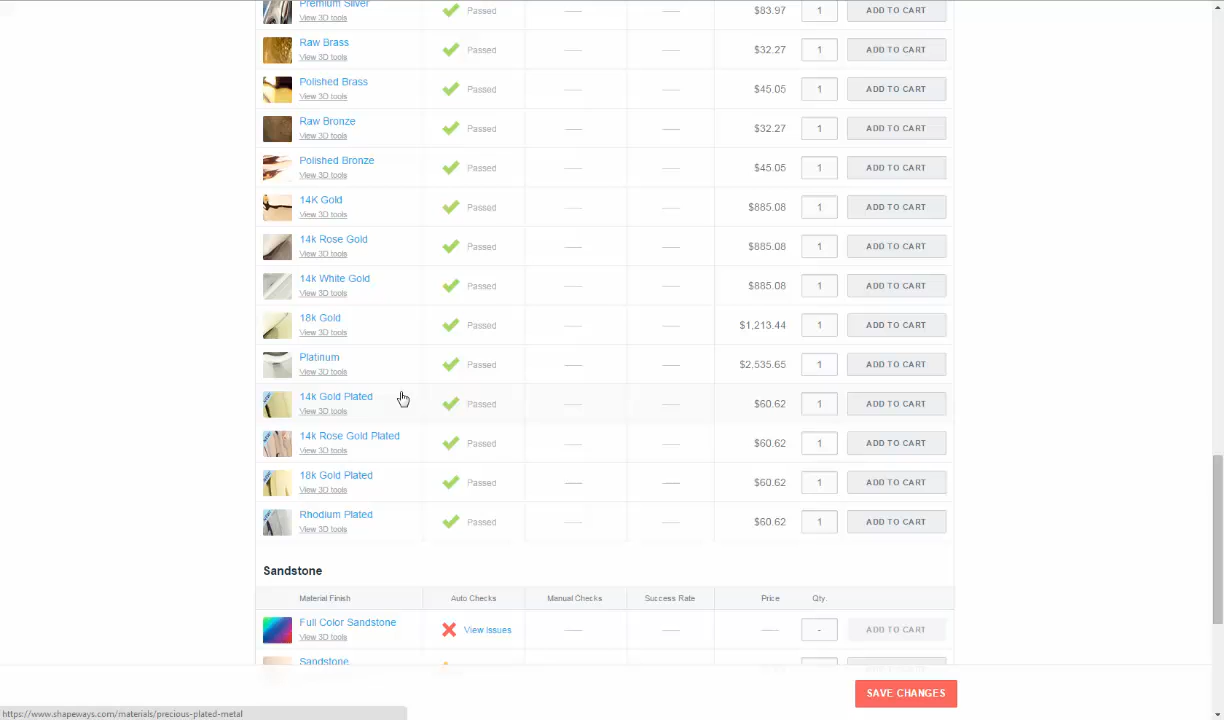 Premium Silver Passed $83.97 1 ADD TO CART
View 3D tools
Raw Brass Passed $32.27 1 ADD TO CART
View 3D tools
Polished Brass Passed $45.05 1 ADD TO CART
View 3D tools
Raw Bronze Passed $32.27 1 ADD TO CART
View 3D tools
Polished Bronze Passed $45.05 1 ADD TO CART
View 3D tools
14K Gold Passed $885.08 1 ADD TO CART
View 3D tools
14k Rose Gold Passed $885.08 1 ADD TO CART
View 3D tools
14k White Gold Passed $885.08 1 ADD TO CART
View 3D tools
18k Gold Passed $1,213.44 1 ADD TO CART
View 3D tools
Platinum Passed $2,535.65 1 ADD TO CART
View 3D tools
14k Gold Plated Passed $60.62 1 ADD TO CART
View 3D tools
14k Rose Gold Plated Passed $60.62 1 ADD TO CART
View 3D tools
18k Gold Plated Passed $60.62 1 ADD TO CART
View 3D tools
Rhodium Plated Passed $60.62 1 ADD TO CART
View 3D tools
Sandstone
Material Finish Auto Checks Manual Checks Success Rate Price Qty.
Full Color Sandstone View Issues - ADD TO CART
View 3D tools
Sandstone
SAVE CHANGES
https://www.shapeways.com/materials/precious-plated-metal